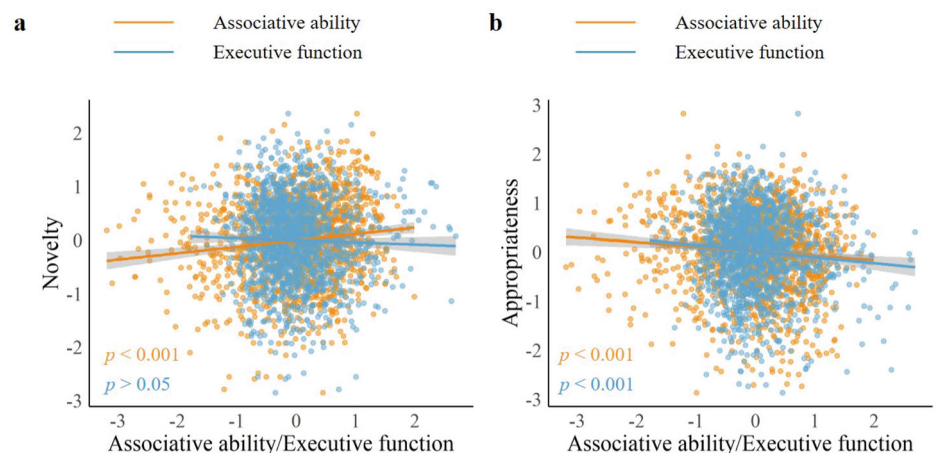 a
Associative ability
Executive function
Novelty
2
1
0
-1
-2
-3
p < 0.001
p > 0.05
-3 -2 -1 0 1 2
Associative ability/Executive function
b
Associative ability
Executive function
Appropriateness
3
2
1
0
-1
-2
-3
p < 0.001
p < 0.001
-3 -2 -1 0 1 2
Associative ability/Executive function